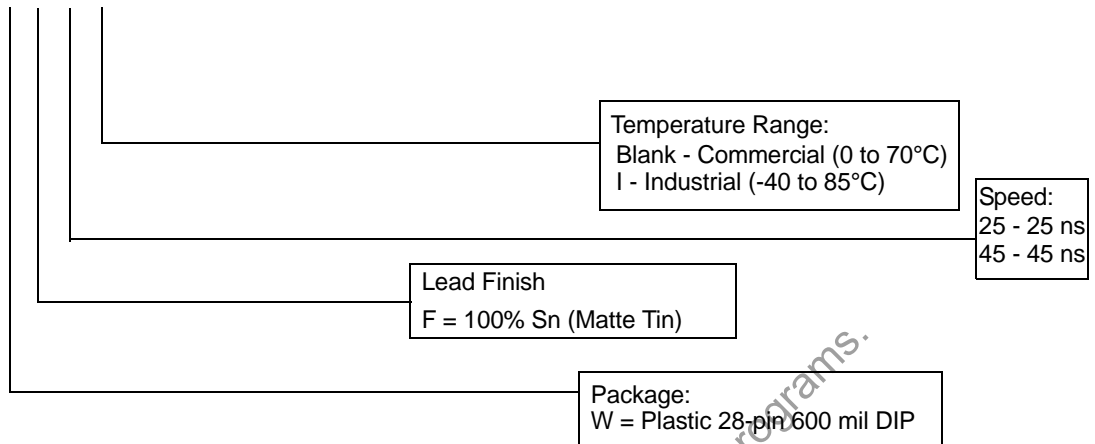 Temperature Range:
Blank - Commercial (0 to 70°C)
I - Industrial (-40 to 85°C)
Speed:
25 - 25 ns
45 - 45 ns
Lead Finish
F = 100% Sn (Matte Tin)
Package:
W = Plastic 28-pin 600 mil DIP